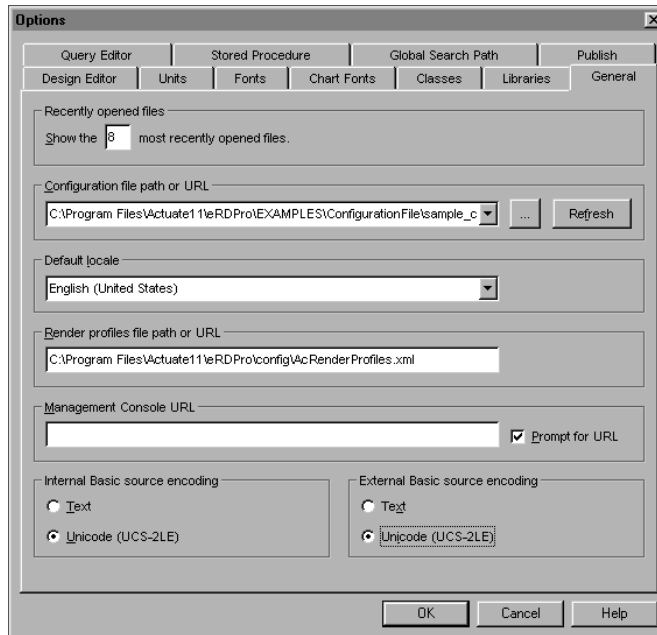 Options
Query Editor Stored Procedure Global Search Path Publish
Design Editor Units Fonts Chart Fonts Classes Libraries General
Recently opened files
Show the 8 most recently opened files.
Configuration file path or URL
C:\Program Files\Actuate11\eRDPro\EXAMPLES\ConfigurationFile\sample_c ... Refresh
Default locale
English (United States)
Render profiles file path or URL
C:\Program Files\Actuate11\eRDPro\config\AcRenderProfiles.xml
Management Console URL
Prompt for URL
Internal Basic source encoding External Basic source encoding
Text Text
Unicode (UCS-2LE) Unicode (UCS-2LE)
OK Cancel Help